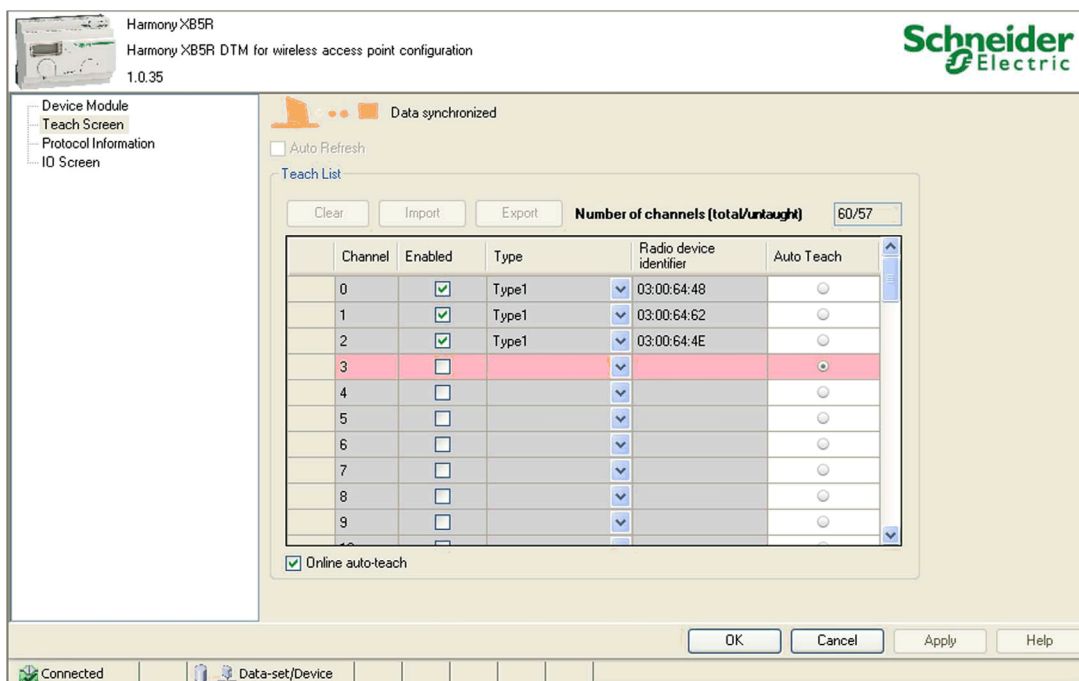 Harmony XB5R
Harmony XB5R DTM for wireless access point configuration
1.0.35
Schneider
Electric
Device Module
Teach Screen
Protocol Information
IO Screen
Data synchronized
Auto Refresh
Teach List
Clear Import Export Number of channels (total/untaught) 60/57
Channel Enabled Type Radio device identifier Auto Teach
0 Type1 03:00:64:48
1 Type1 03:00:64:62
2 Type1 03:00:64:4E
3
4
5
6
7
8
9
Online auto-teach
OK Cancel Apply Help
Connected Data-set/Device